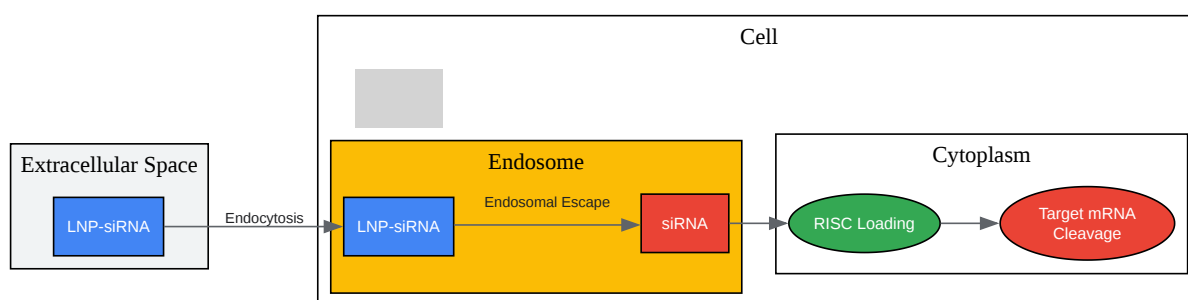 Cell
Extracellular Space
LNP-siRNA
Endocytosis
Endosome
LNP-siRNA
Endosomal Escape
siRNA
Cytoplasm
RISC Loading
Target mRNA
Cleavage